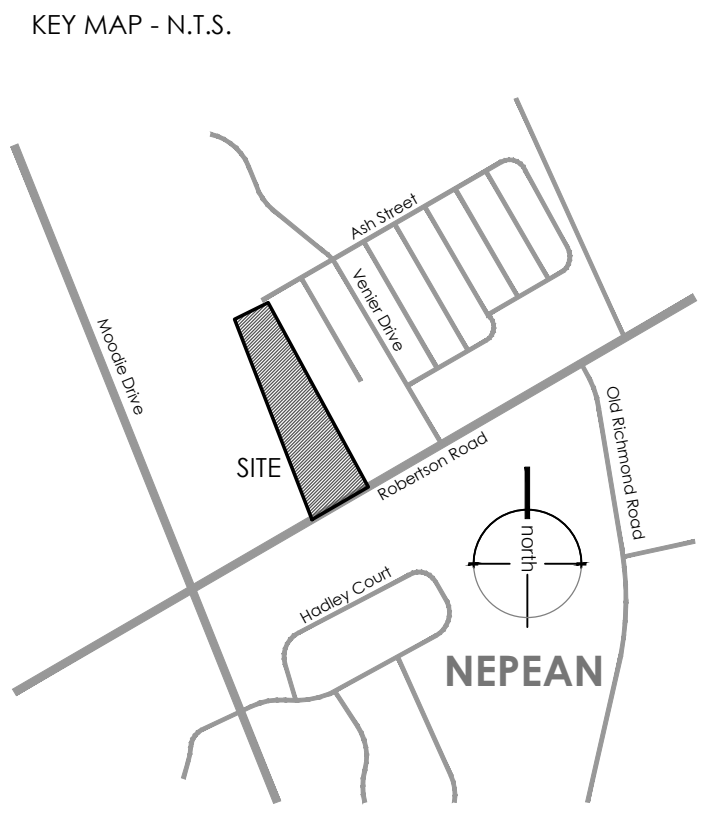 KEY MAP - N.T.S.
Ash Street
Venier Drive
Moodie Drive
Old Richmond Road
SITE
Robertson Road
north
Hadley Court
NEPEAN